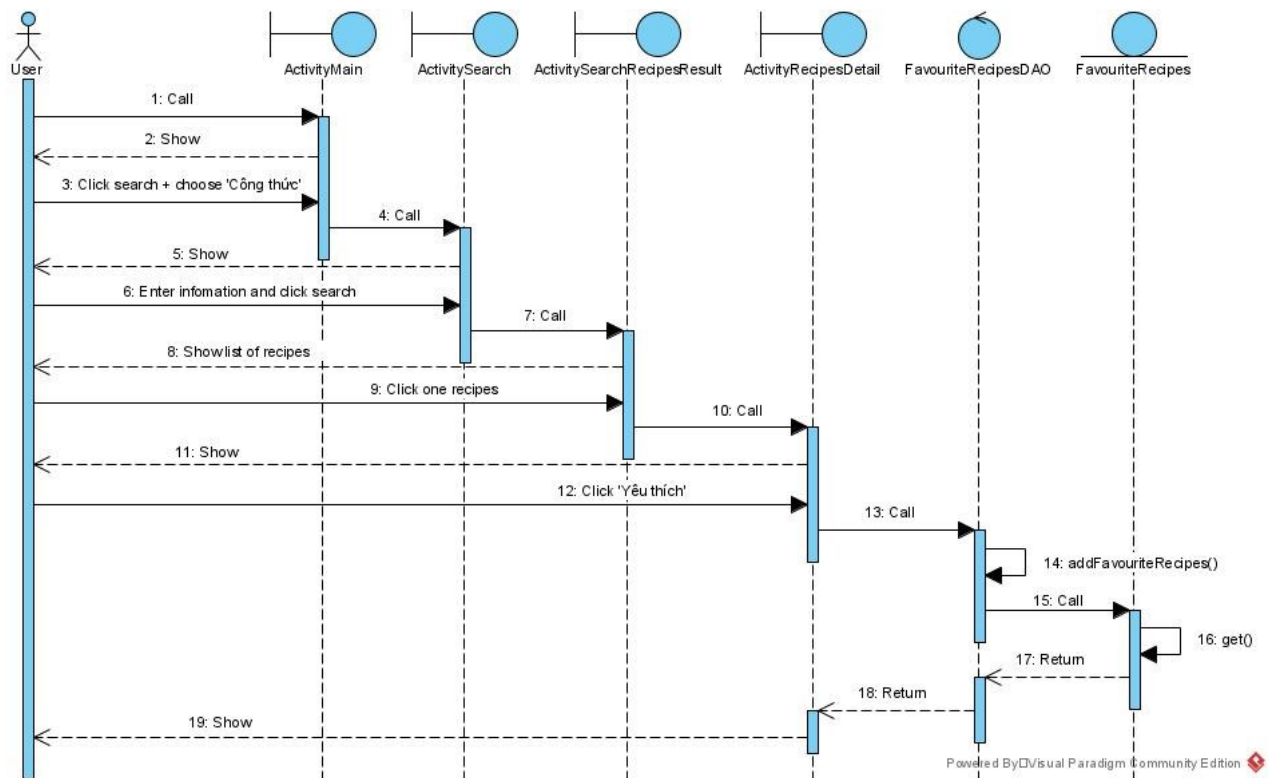 User
ActivityMain
ActivitySearch
ActivitySearchRecipesResult
ActivityRecipesDetail
FavouriteRecipesDAO
FavouriteRecipes
1: Call
2: Show
3: Click search + choose 'Công thức'
4: Call
5: Show
6: Enter infomation and click search
7: Call
8: Show list of recipes
9: Click one recipes
10: Call
11: Show
12: Click 'Yêu thích'
13: Call
14: addFavouriteRecipes()
15: Call
16: get()
17: Return
18: Return
19: Show
Powered By Visual Paradigm Community Edition